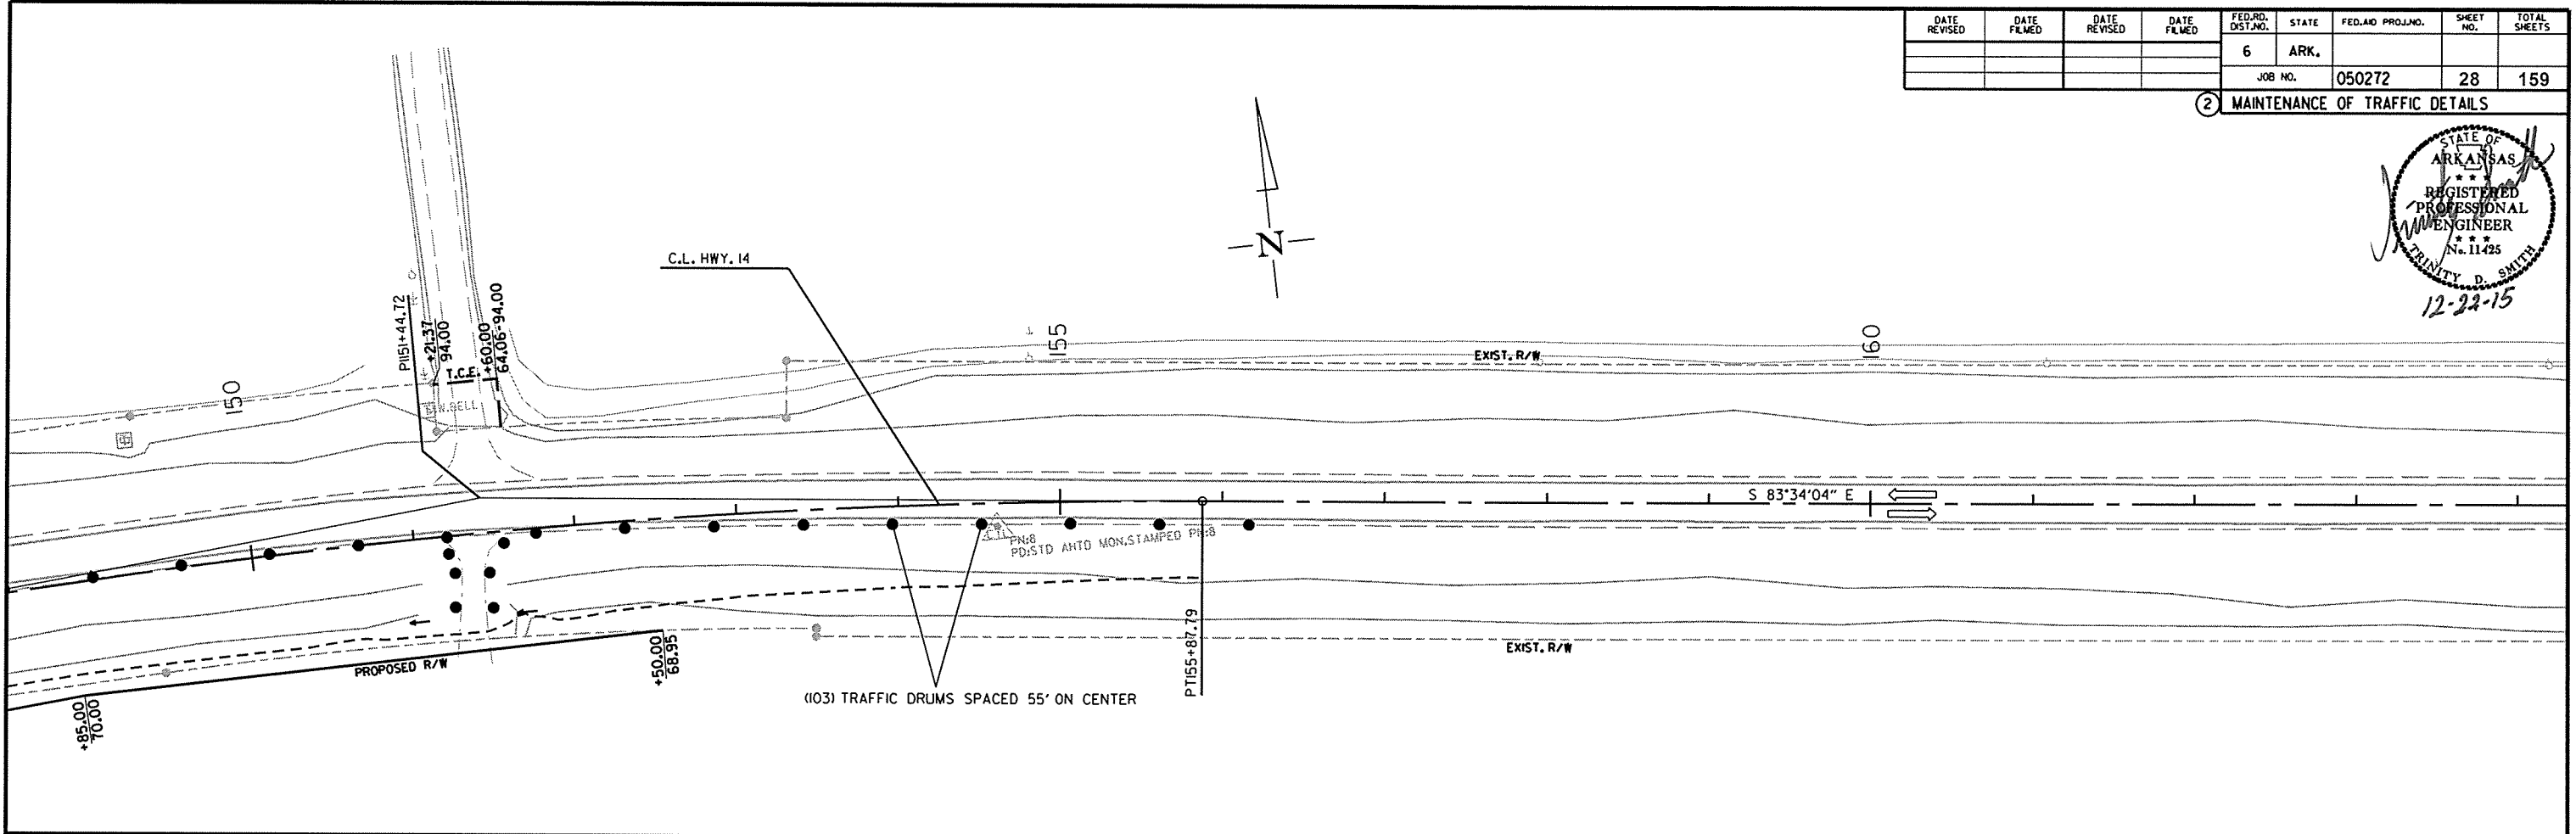 DATE REVISED
DATE FILMED
DATE REVISED
DATE FILMED
FED.RD. DIST.NO.
STATE
FED.AID PROJ.NO.
SHEET NO.
TOTAL SHEETS
6
ARK.
JOB NO.
050272
28
159
2 MAINTENANCE OF TRAFFIC DETAILS
STATE OF
ARKANSAS
★ ★ ★
REGISTERED
PROFESSIONAL
ENGINEER
★ ★ ★
No. 11425
TRINITY D. SMITH
12-22-15
N
C.L. HWY. 14
PI151+44.72
+21.37
94.00
+60.00
64.06-94.00
T.C.E.
S.W.BELL
150
155
160
EXIST. R/W
S 83°34'04" E
CTL
PN:8
PD:STD AHTD MON.STAMPED PN:8
PT155+87.79
EXIST. R/W
PROPOSED R/W
+50.00
68.95
+85.00
70.00
(103) TRAFFIC DRUMS SPACED 55' ON CENTER